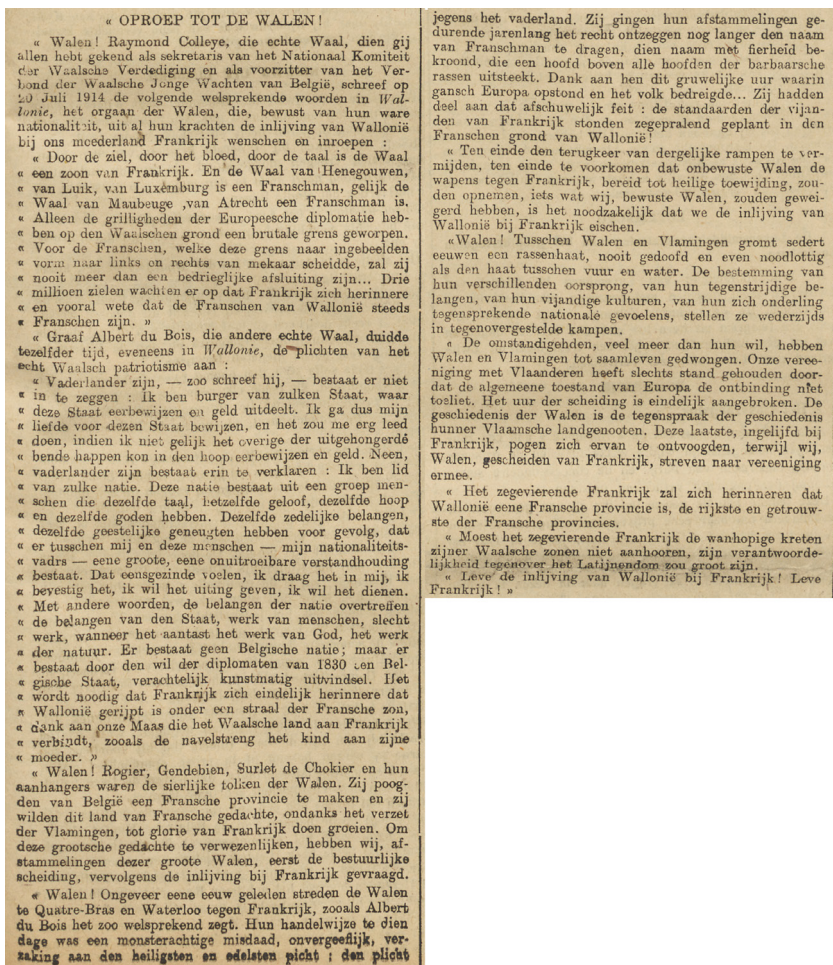 « OPROEP TOT DE WALEN!
« Walen! Raymond Colleye, die echte Waal, dien gij
allen hebt gekend als sekretaris van het Nationaal Komiteit
der Waalsche Verdediging en als voorzitter van het Ver-
bond der Waalsche Jonge Wachten van België, schreef op
20 Juli 1914 de volgende welsprekende woorden in Wal-
lonie, het orgaan der Walen, die, bewust van hun ware
nationalitit, uit al hun krachten de inlijving van Wallonië
bij ons moederland Frankrijk wenschen en inroepen :
« Door de ziel, door het bloed, door de taal is de Waal
« een zoon van Frankrijk. En de Waal van Henegouwen,
« van Luik, van Luxemburg is een Franschman, gelijk de
« Waal van Maubeuge ,van Atrecht een Franschman is.
« Alleen de grilligheden der Europeesche diplomatie heb-
« ben op den Waalschen grond een brutale grens geworpen.
« Voor de Franschen, welke deze grens naar ingebeelden
« vorm naar links en rechts van mekaar scheidde, zal zij
« nooit meer dan een bedrieglijke afsluiting zijn... Drie
« millioen zielen wachten er op dat Frankrijk zich herinnere
« en vooral wete dat de Franschen van Wallonië steeds
« Franschen zijn. »
« Graaf Albert du Bois, die andere echte Waal, duidde
tezelfder tijd, eveneens in Wallonie, de plichten van het
echt Waalsch patriotisme aan :
« Vaderlander zijn, — zoo schreef hij, — bestaat er niet
« in te zeggen : Ik ben burger van zulken Staat, waar
« deze Staat eerbewijzen en geld uitdeelt. Ik ga dus mijn
« liefde voor dezen Staat bewijzen, en het zou me erg leed
« doen, indien ik niet gelijk het overige der uitgehongerde
« bende happen kon in den hoop eerbewijzen en geld. Neen,
« vaderlander zijn bestaat erin te verklaren : Ik ben lid
« van zulke natie. Deze natie bestaat uit een groep men-
« schen die dezelfde taal, hetzelfde geloof, dezelfde hoop
« en dezelfde goden hebben. Dezelfde zedelijke belangen,
« dezelfde geestelijke geneugten hebben voor gevolg, dat
« er tusschen mij en deze menschen — mijn nationaliteits-
« vadrs — eene groote, eene onuitroeibare verstandhouding
« bestaat. Dat eensgezinde voelen, ik draag het in mij, ik
« bevestig het, ik wil het uiting geven, ik wil het dienen.
« Met andere woorden, de belangen der natie overtreffen
« de belangen van den Staat, werk van menschen, slecht
« werk, wanneer het aantast het werk van God, het werk
« der natuur. Er bestaat geen Belgische natie; maar er
« bestaat door den wil der diplomaten van 1830 een Bel-
« gische Staat, verachtelijk kunstmatig uitvindsel. Het
« wordt noodig dat Frankrijk zich eindelijk herinnere dat
« Wallonië gerijpt is onder een straal der Fransche zon,
« dank aan onze Maas die het Waalsche land aan Frankrijk
« verbindt, zooals de navelstreng het kind aan zijne
« moeder. »
« Walen! Rogier, Gendebien, Surlet de Chokier en hun
aanhangers waren de sierlijke tolken der Walen. Zij poog-
den van België een Fransche provincie te maken en zij
wilden dit land van Fransche gedachte, ondanks het verzet
der Vlamingen, tot glorie van Frankrijk doen groeien. Om
deze grootsche gedachte te verwezenlijken, hebben wij, af-
stammelingen dezer groote Walen, eerst de bestuurlijke
scheiding, vervolgens de inlijving bij Frankrijk gevraagd.
« Walen! Ongeveer eene eeuw geleden streden de Walen
te Quatre-Bras en Waterloo tegen Frankrijk, zooals Albert
du Bois het zoo welsprekend zegt. Hun handelwijze te dien
dage was een monsterachtige misdaad, onvergeeflijk, ver-
zaking aan den heiligsten en edelsten picht : den plicht
jegens het vaderland. Zij gingen hun afstammelingen ge-
durende jarenlang het recht ontzeggen nog langer den naam
van Franschman te dragen, dien naam met fierheid be-
kroond, die een hoofd boven alle hoofden der barbaarsche
rassen uitsteekt. Dank aan hen dit gruwelijke uur waarin
gansch Europa opstond en het volk bedreigde... Zij hadden
deel aan dat afschuwelijk feit : de standaarden der vijan-
den van Frankrijk stonden zegepralend geplant in den
Franschen grond van Wallonië!
« Ten einde den terugkeer van dergelijke rampen te ver-
mijden, ten einde te voorkomen dat onbewuste Walen de
wapens tegen Frankrijk, bereid tot heilige toewijding, zou-
den opnemen, iets wat wij, bewuste Walen, zouden gewei-
gerd hebben, is het noodzakelijk dat we de inlijving van
Wallonië bij Frankrijk eischen.
«Walen! Tusschen Walen en Vlamingen gromt sedert
eeuwen een rassenhaat, nooit gedoofd en even noodlottig
als den haat tusschen vuur en water. De bestemming van
hun verschillenden oorsprong, van hun tegenstrijdige be-
langen, van hun vijandige kulturen, van hun zich onderling
tegensprekende nationale gevoelens, stellen ze wederzijds
in tegenovergestelde kampen.
« De omstandigehden, veel meer dan hun wil, hebben
Walen en Vlamingen tot saamleven gedwongen. Onze veree-
niging met Vlaanderen heeft slechts stand gehouden door-
dat de algemeene toestand van Europa de ontbinding niet
toeliet. Het uur der scheiding is eindelijk aangebroken. De
geschiedenis der Walen is de tegenspraak der geschiedenis
hunner Vlaamsche landgenooten. Deze laatste, ingelijfd bij
Frankrijk, pogen zich ervan te ontvoogden, terwijl wij,
Walen, gescheiden van Frankrijk, streven naar vereeniging
ermee.
« Het zegevierende Frankrijk zal zich herinneren dat
Wallonië eene Fransche provincie is, de rijkste en getrouw-
ste der Fransche provincies.
« Moest het zegevierende Frankrijk de wanhopige kreten
zijner Waalsche zonen niet aanhooren, zijn verantwoorde-
lijkheid tegenover het Latijnendom zou groot zijn.
« Leve de inlijving van Wallonië bij Frankrijk! Leve
Frankrijk! »